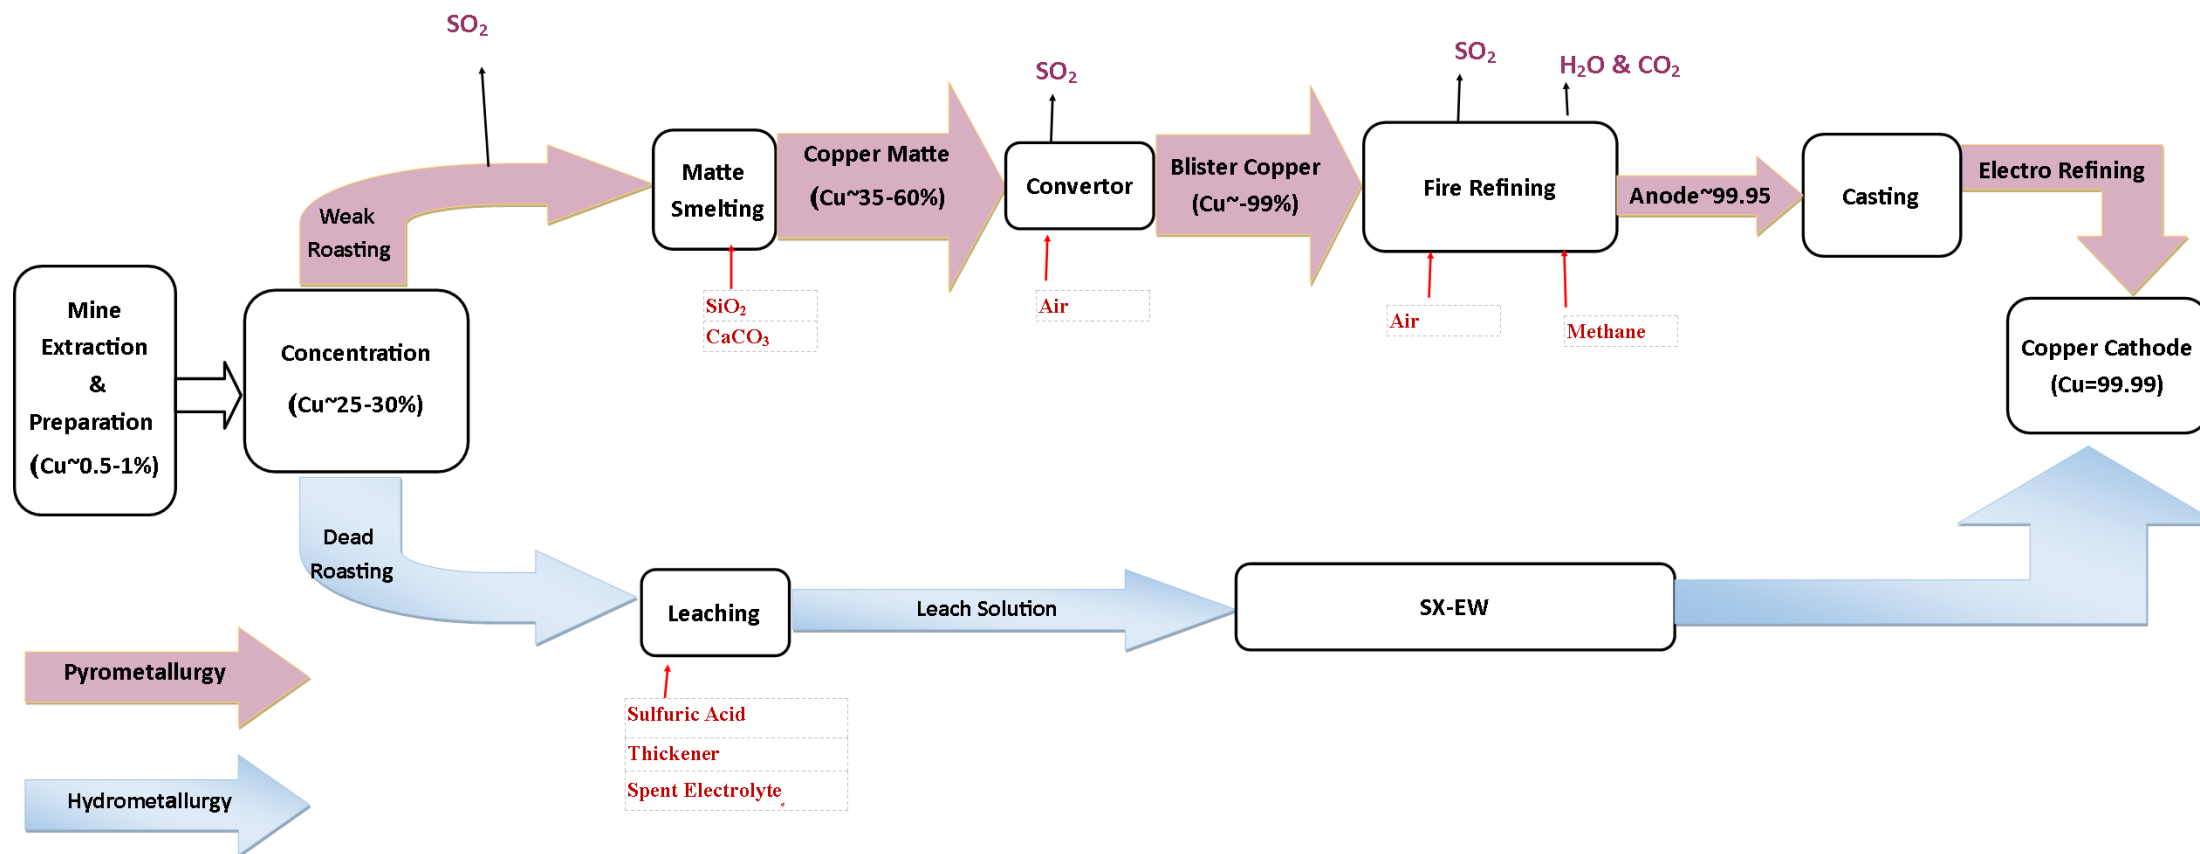 SO₂
SO₂
SO₂
H₂O & CO₂
Weak
Roasting
Matte
Smelting
Copper Matte
(Cu~35-60%)
Convertor
Blister Copper
(Cu~-99%)
Fire Refining
Anode~99.95
Casting
Electro Refining
SiO₂
CaCO₃
Air
Air
Methane
Mine
Extraction
&
Preparation
(Cu~0.5-1%)
Concentration
(Cu~25-30%)
Copper Cathode
(Cu=99.99)
Dead
Roasting
Leaching
Leach Solution
SX-EW
Sulfuric Acid
Thickener
Spent Electrolyte
Pyrometallurgy
Hydrometallurgy